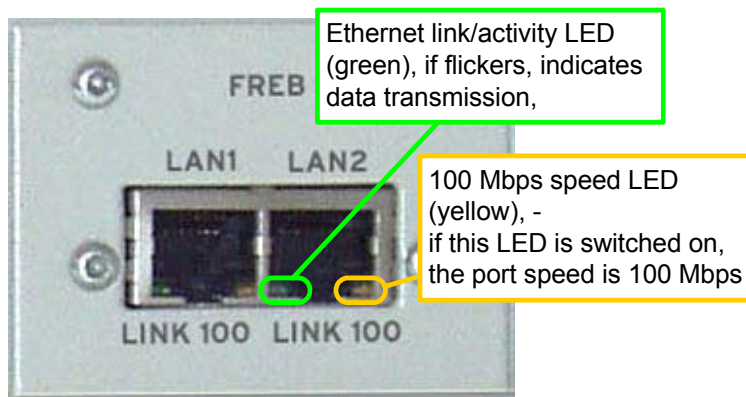 Ethernet link/activity LED
(green), if flickers, indicates
data transmission,
FREB
LAN1 LAN2
100 Mbps speed LED
(yellow), -
if this LED is switched on,
the port speed is 100 Mbps
LINK 100 LINK 100